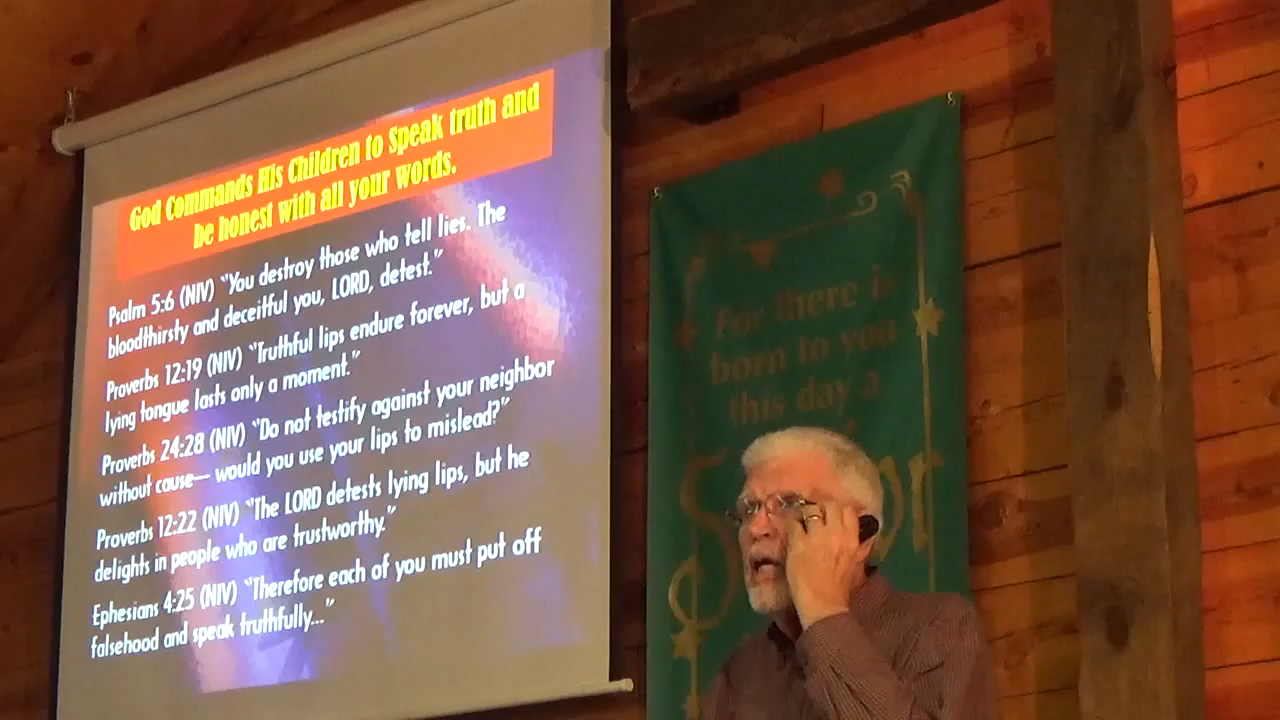 God Commands His Children to Speak truth and
be honest with all your words.
Psalm 5:6 (NIV) “You destroy those who tell lies. The
bloodthirsty and deceitful you, LORD, detest.”
Proverbs 12:19 (NIV) “Truthful lips endure forever, but a
lying tongue lasts only a moment.”
Proverbs 24:28 (NIV) “Do not testify against your neighbor
without cause— would you use your lips to mislead?”
Proverbs 12:22 (NIV) “The LORD detests lying lips, but he
delights in people who are trustworthy.”
Ephesians 4:25 (NIV) “Therefore each of you must put off
falsehood and speak truthfully...”
For there is
born to you
this day a